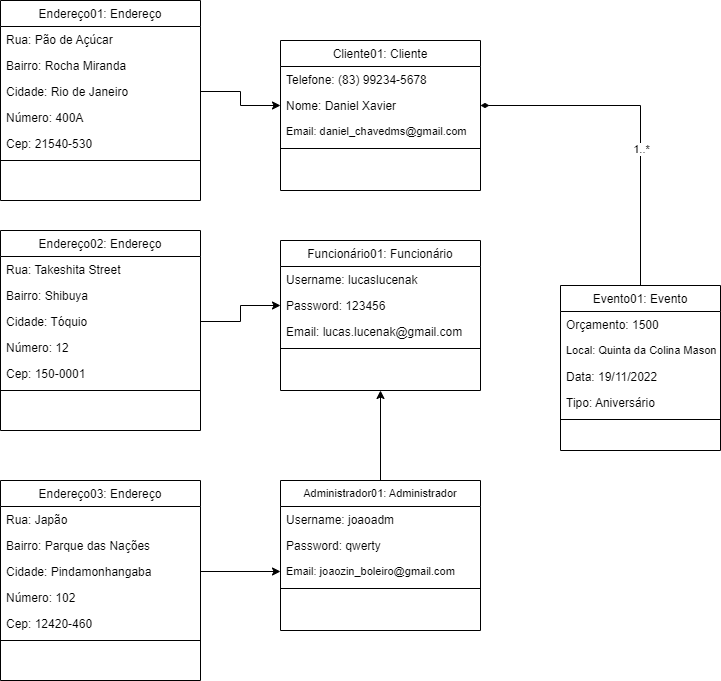 Endereço01: Endereço
Rua: Pão de Açúcar
Bairro: Rocha Miranda
Cidade: Rio de Janeiro
Número: 400A
Cep: 21540-530
Cliente01: Cliente
Telefone: (83) 99234-5678
Nome: Daniel Xavier
Email: daniel_chavedms@gmail.com
1..*
Endereço02: Endereço
Rua: Takeshita Street
Bairro: Shibuya
Cidade: Tóquio
Número: 12
Cep: 150-0001
Funcionário01: Funcionário
Username: lucaslucenak
Password: 123456
Email: lucas.lucenak@gmail.com
Evento01: Evento
Orçamento: 1500
Local: Quinta da Colina Mason
Data: 19/11/2022
Tipo: Aniversário
Endereço03: Endereço
Rua: Japão
Bairro: Parque das Nações
Cidade: Pindamonhangaba
Número: 102
Cep: 12420-460
Administrador01: Administrador
Username: joaoadm
Password: qwerty
Email: joaozin_boleiro@gmail.com